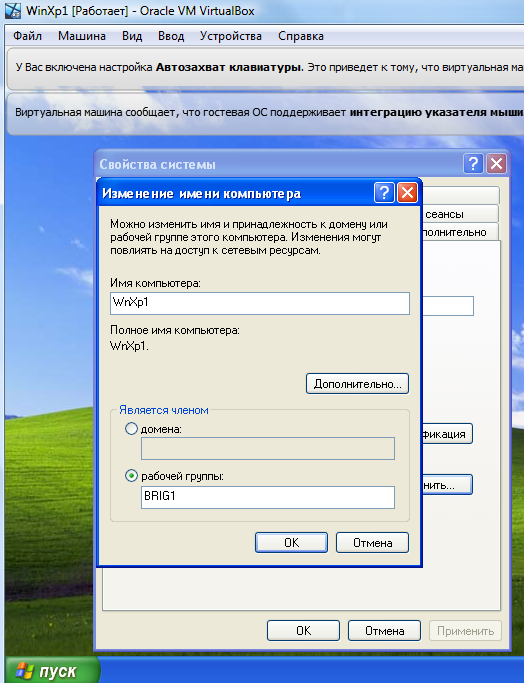 WinXp1 [Работает] - Oracle VM VirtualBox
Файл Машина Вид Ввод Устройства Справка
У Вас включена настройка Автозахват клавиатуры. Это приведет к тому, что виртуальная ма
Виртуальная машина сообщает, что гостевая ОС поддерживает интеграцию указателя мыши
Свойства системы
Изменение имени компьютера
сеансы
Можно изменить имя и принадлежность к домену или
полнительно
рабочей группе этого компьютера. Изменения могут
повлиять на доступ к сетевым ресурсам.
Имя компьютера:
WnXp1
Полное имя компьютера:
WnXp1.
Дополнительно...
Является членом
домена:
фикация
рабочей группы:
нить...
BRIG1
OK Отмена
OK Отмена Применить
пуск